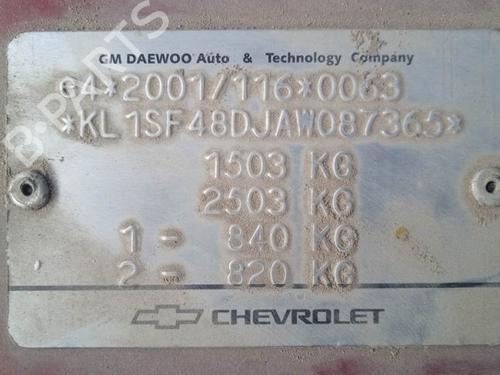 GM DAEWOO Auto & Technology Company
e4*2001/116*0063
*KL1SF48DJAW087365*
1503 KG
2503 KG
1 - 840 KG
2 - 820 KG
CHEVROLET
B-PARTS